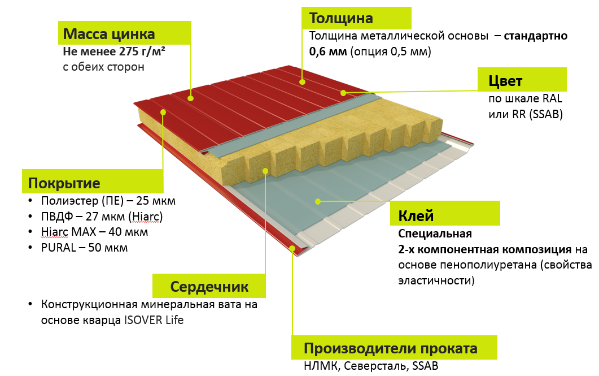 Масса цинка
Не менее 275 г/м²
с обеих сторон
Толщина
Толщина металлической основы – стандартно
0,6 мм (опция 0,5 мм)
Цвет
по шкале RAL
или RR (SSAB)
Покрытие
• Полиэстер (ПЕ) – 25 мкм
• ПВДФ – 27 мкм (Hiarc)
• Hiarc MAX – 40 мкм
• PURAL – 50 мкм
Клей
Специальная
2-х компонентная композиция на
основе пенополиуретана (свойства
эластичности)
Сердечник
• Конструкционная минеральная вата на
основе кварца ISOVER Life
Производители проката
НЛМК, Северсталь, SSAB